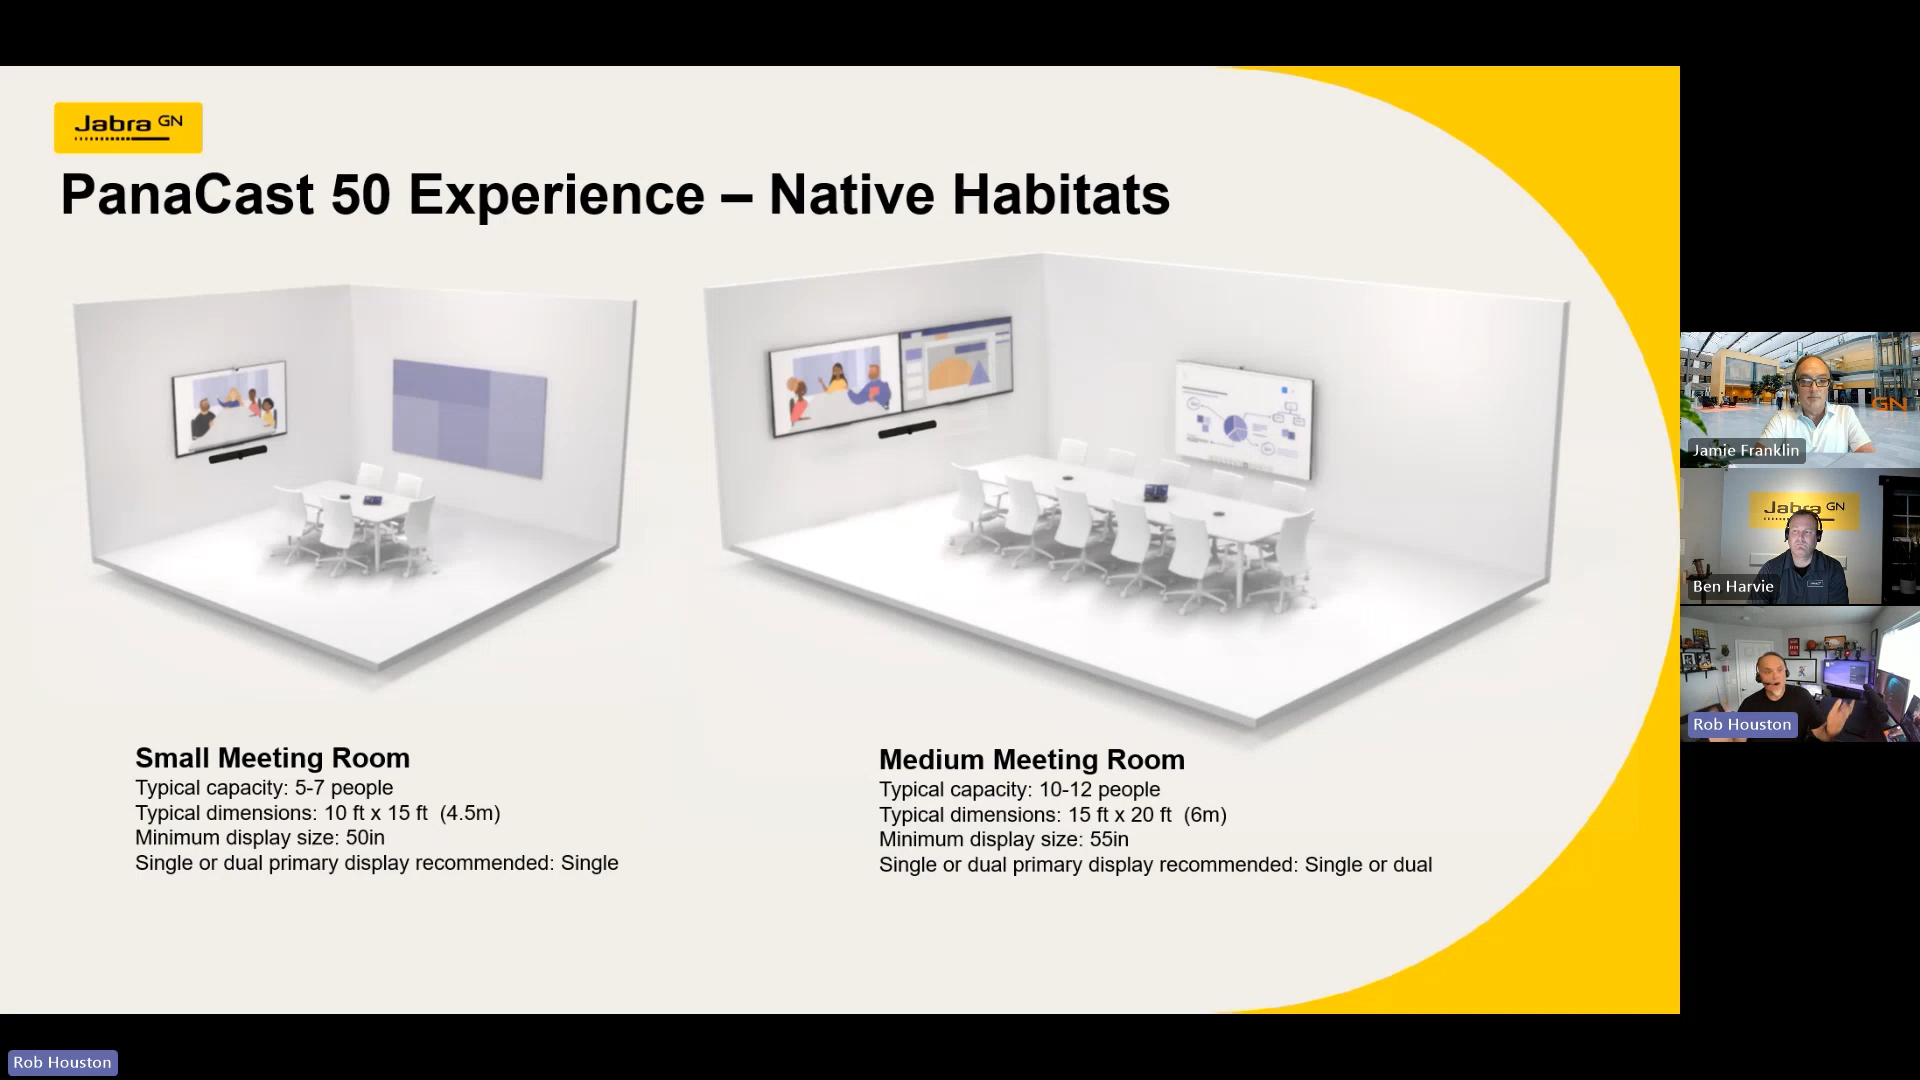 Jabra GN
PanaCast 50 Experience – Native Habitats
Small Meeting Room
Typical capacity: 5-7 people
Typical dimensions: 10 ft x 15 ft (4.5m)
Minimum display size: 50in
Single or dual primary display recommended: Single
Medium Meeting Room
Typical capacity: 10-12 people
Typical dimensions: 15 ft x 20 ft (6m)
Minimum display size: 55in
Single or dual primary display recommended: Single or dual
GN
Jamie Franklin
Jabra GN
Ben Harvie
Rob Houston
Rob Houston